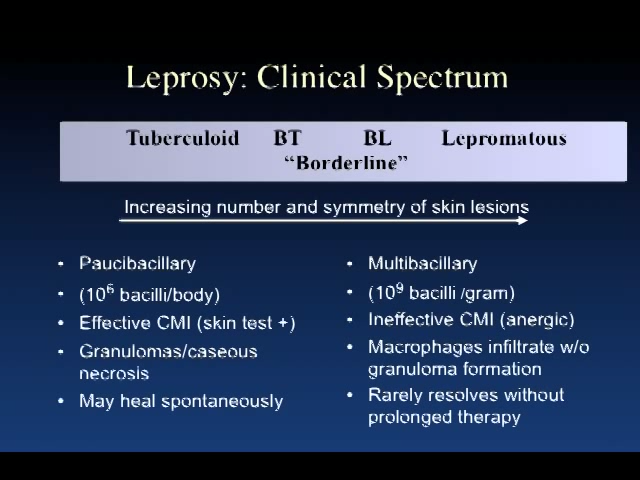 Leprosy: Clinical Spectrum
Tuberculoid BT BL Lepromatous
“Borderline”
Increasing number and symmetry of skin lesions
• Paucibacillary
• (10⁶ bacilli/body)
• Effective CMI (skin test +)
• Granulomas/caseous
necrosis
• May heal spontaneously
• Multibacillary
• (10⁹ bacilli /gram)
• Ineffective CMI (anergic)
• Macrophages infiltrate w/o
granuloma formation
• Rarely resolves without
prolonged therapy